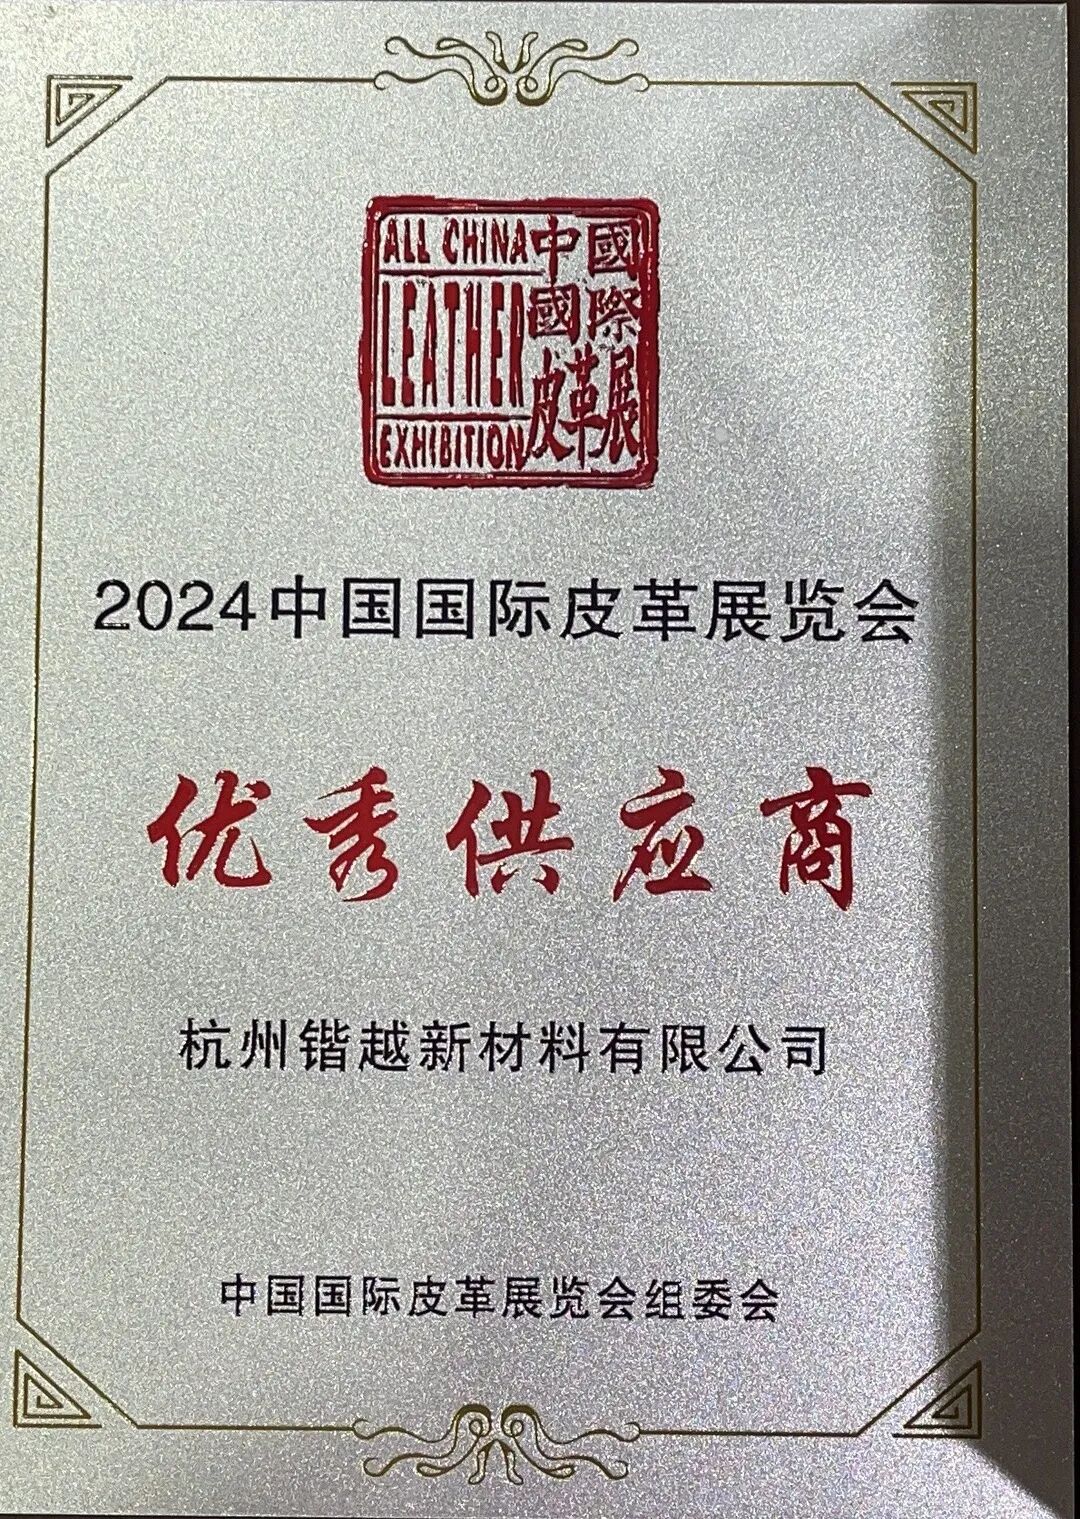 ALL CHINA
LEATHER
EXHIBITION
中國
國際
皮革展
2024中国国际皮革展览会
优秀供应商
杭州锴越新材料有限公司
中国国际皮革展览会组委会